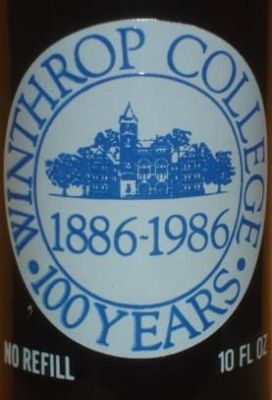 WINTHROP COLLEGE
1886-1986
• 100 YEARS •
NO REFILL
10 FL OZ